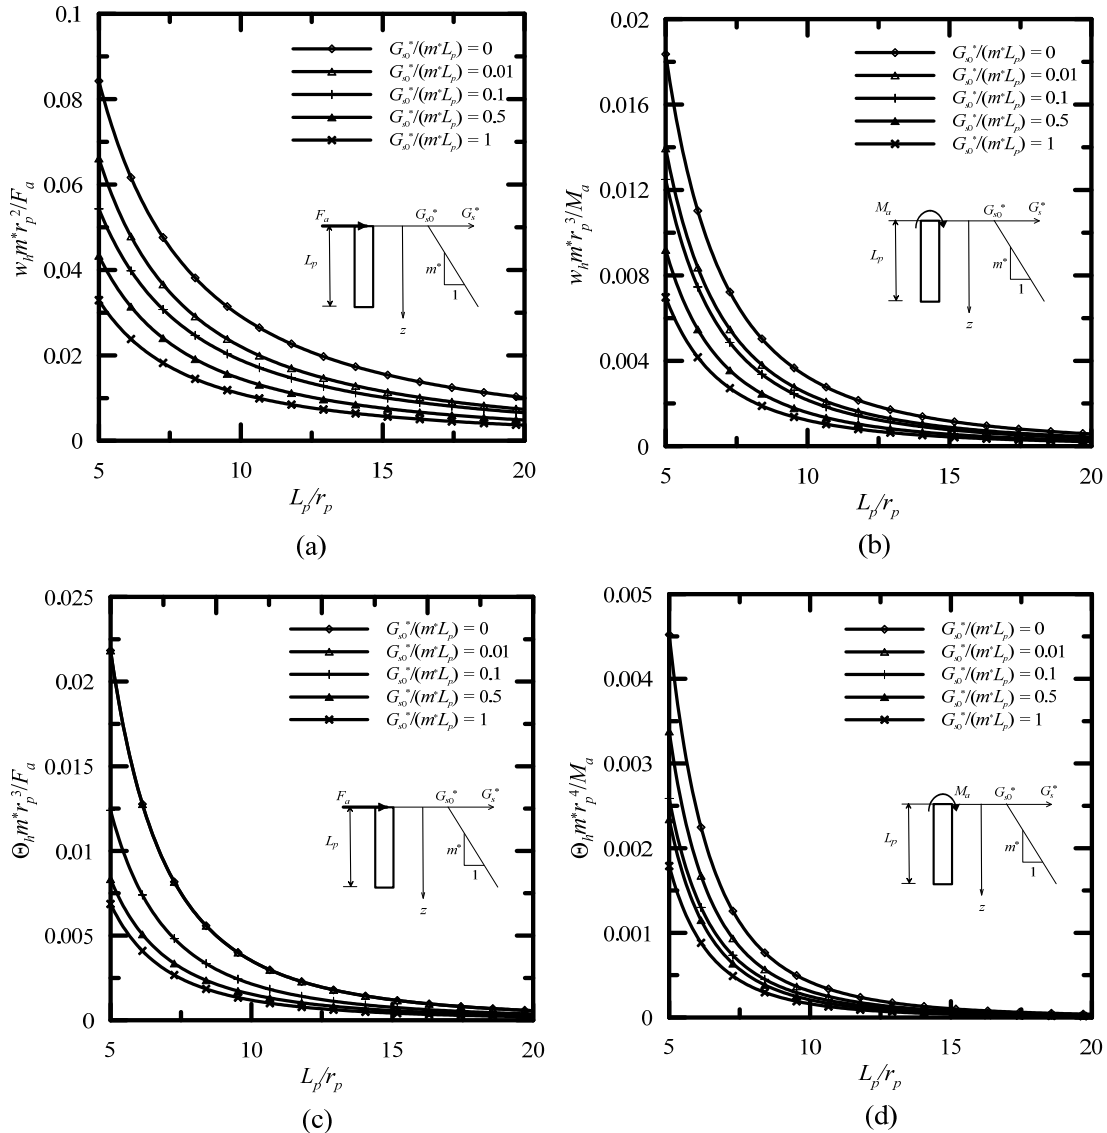 0.1
0.08
0.06
0.04
0.02
0
w_h m* r_p^2/F_a
G_s0*/(m*L_p) = 0
G_s0*/(m*L_p) = 0.01
G_s0*/(m*L_p) = 0.1
G_s0*/(m*L_p) = 0.5
G_s0*/(m*L_p) = 1
F_a G_s0* G_s*
L_p
m*
1
z
5 10 15 20
L_p/r_p
(a)
0.02
0.016
0.012
0.008
0.004
0
w_h m* r_p^3/M_a
G_s0*/(m*L_p) = 0
G_s0*/(m*L_p) = 0.01
G_s0*/(m*L_p) = 0.1
G_s0*/(m*L_p) = 0.5
G_s0*/(m*L_p) = 1
M_a G_s0* G_s*
L_p
m*
1
z
5 10 15 20
L_p/r_p
(b)
0.025
0.02
0.015
0.01
0.005
0
Θ_h m* r_p^3/F_a
G_s0*/(m*L_p) = 0
G_s0*/(m*L_p) = 0.01
G_s0*/(m*L_p) = 0.1
G_s0*/(m*L_p) = 0.5
G_s0*/(m*L_p) = 1
F_a G_s0* G_s*
L_p
m*
1
z
5 10 15 20
L_p/r_p
(c)
0.005
0.004
0.003
0.002
0.001
0
Θ_h m* r_p^4/M_a
G_s0*/(m*L_p) = 0
G_s0*/(m*L_p) = 0.01
G_s0*/(m*L_p) = 0.1
G_s0*/(m*L_p) = 0.5
G_s0*/(m*L_p) = 1
M_a G_s0* G_s*
L_p
m*
1
z
5 10 15 20
L_p/r_p
(d)